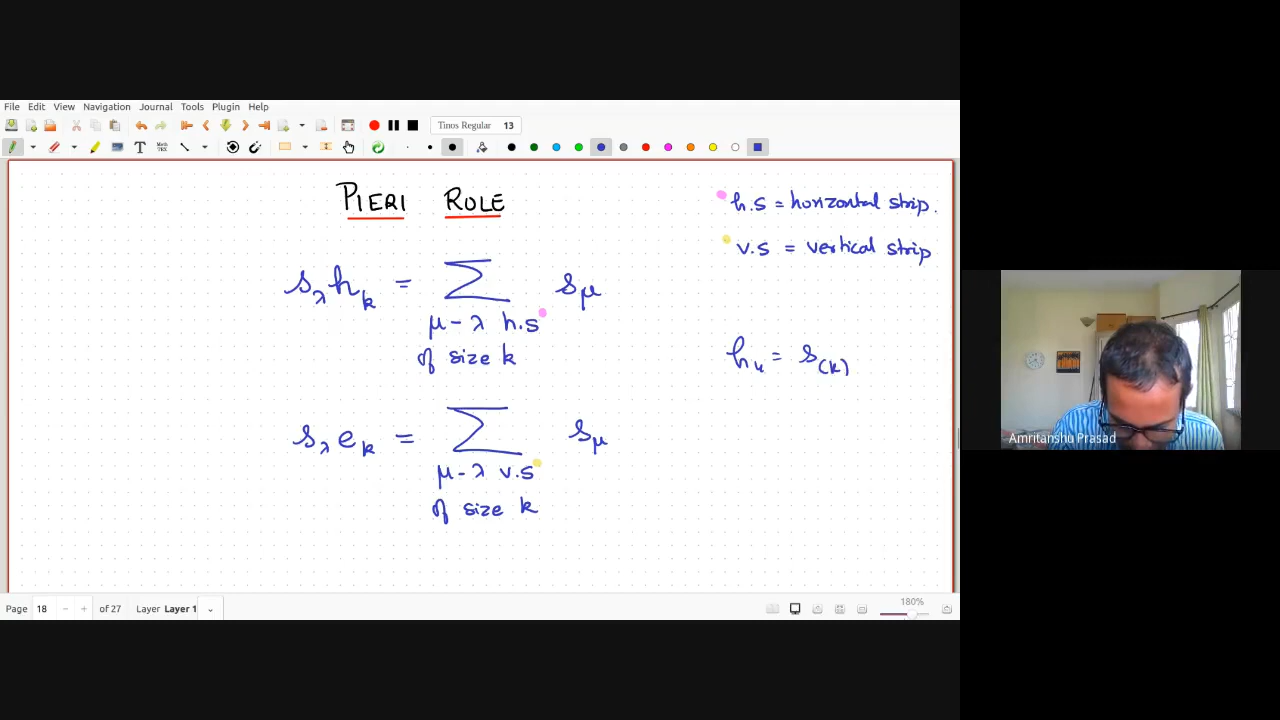 File Edit View Navigation Journal Tools Plugin Help
Tinos Regular 13
PIERI ROLE
h.s = horizontal strip.
v.s = vertical strip
s_λ h_k = Σ s_μ
μ - λ h.s
of size k
h_k = s_(k)
s_λ e_k = Σ s_μ
μ - λ v.s
of size k
Amritanshu Prasad
Page 18 of 27 Layer Layer 1
180%